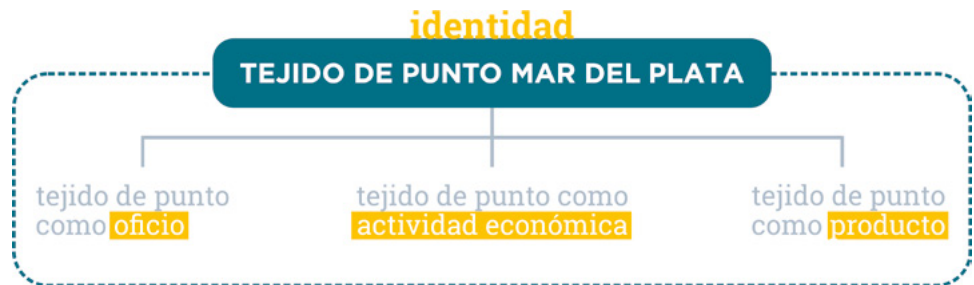 identidad
TEJIDO DE PUNTO MAR DEL PLATA
tejido de punto
como oficio
tejido de punto como
actividad económica
tejido de punto
como producto